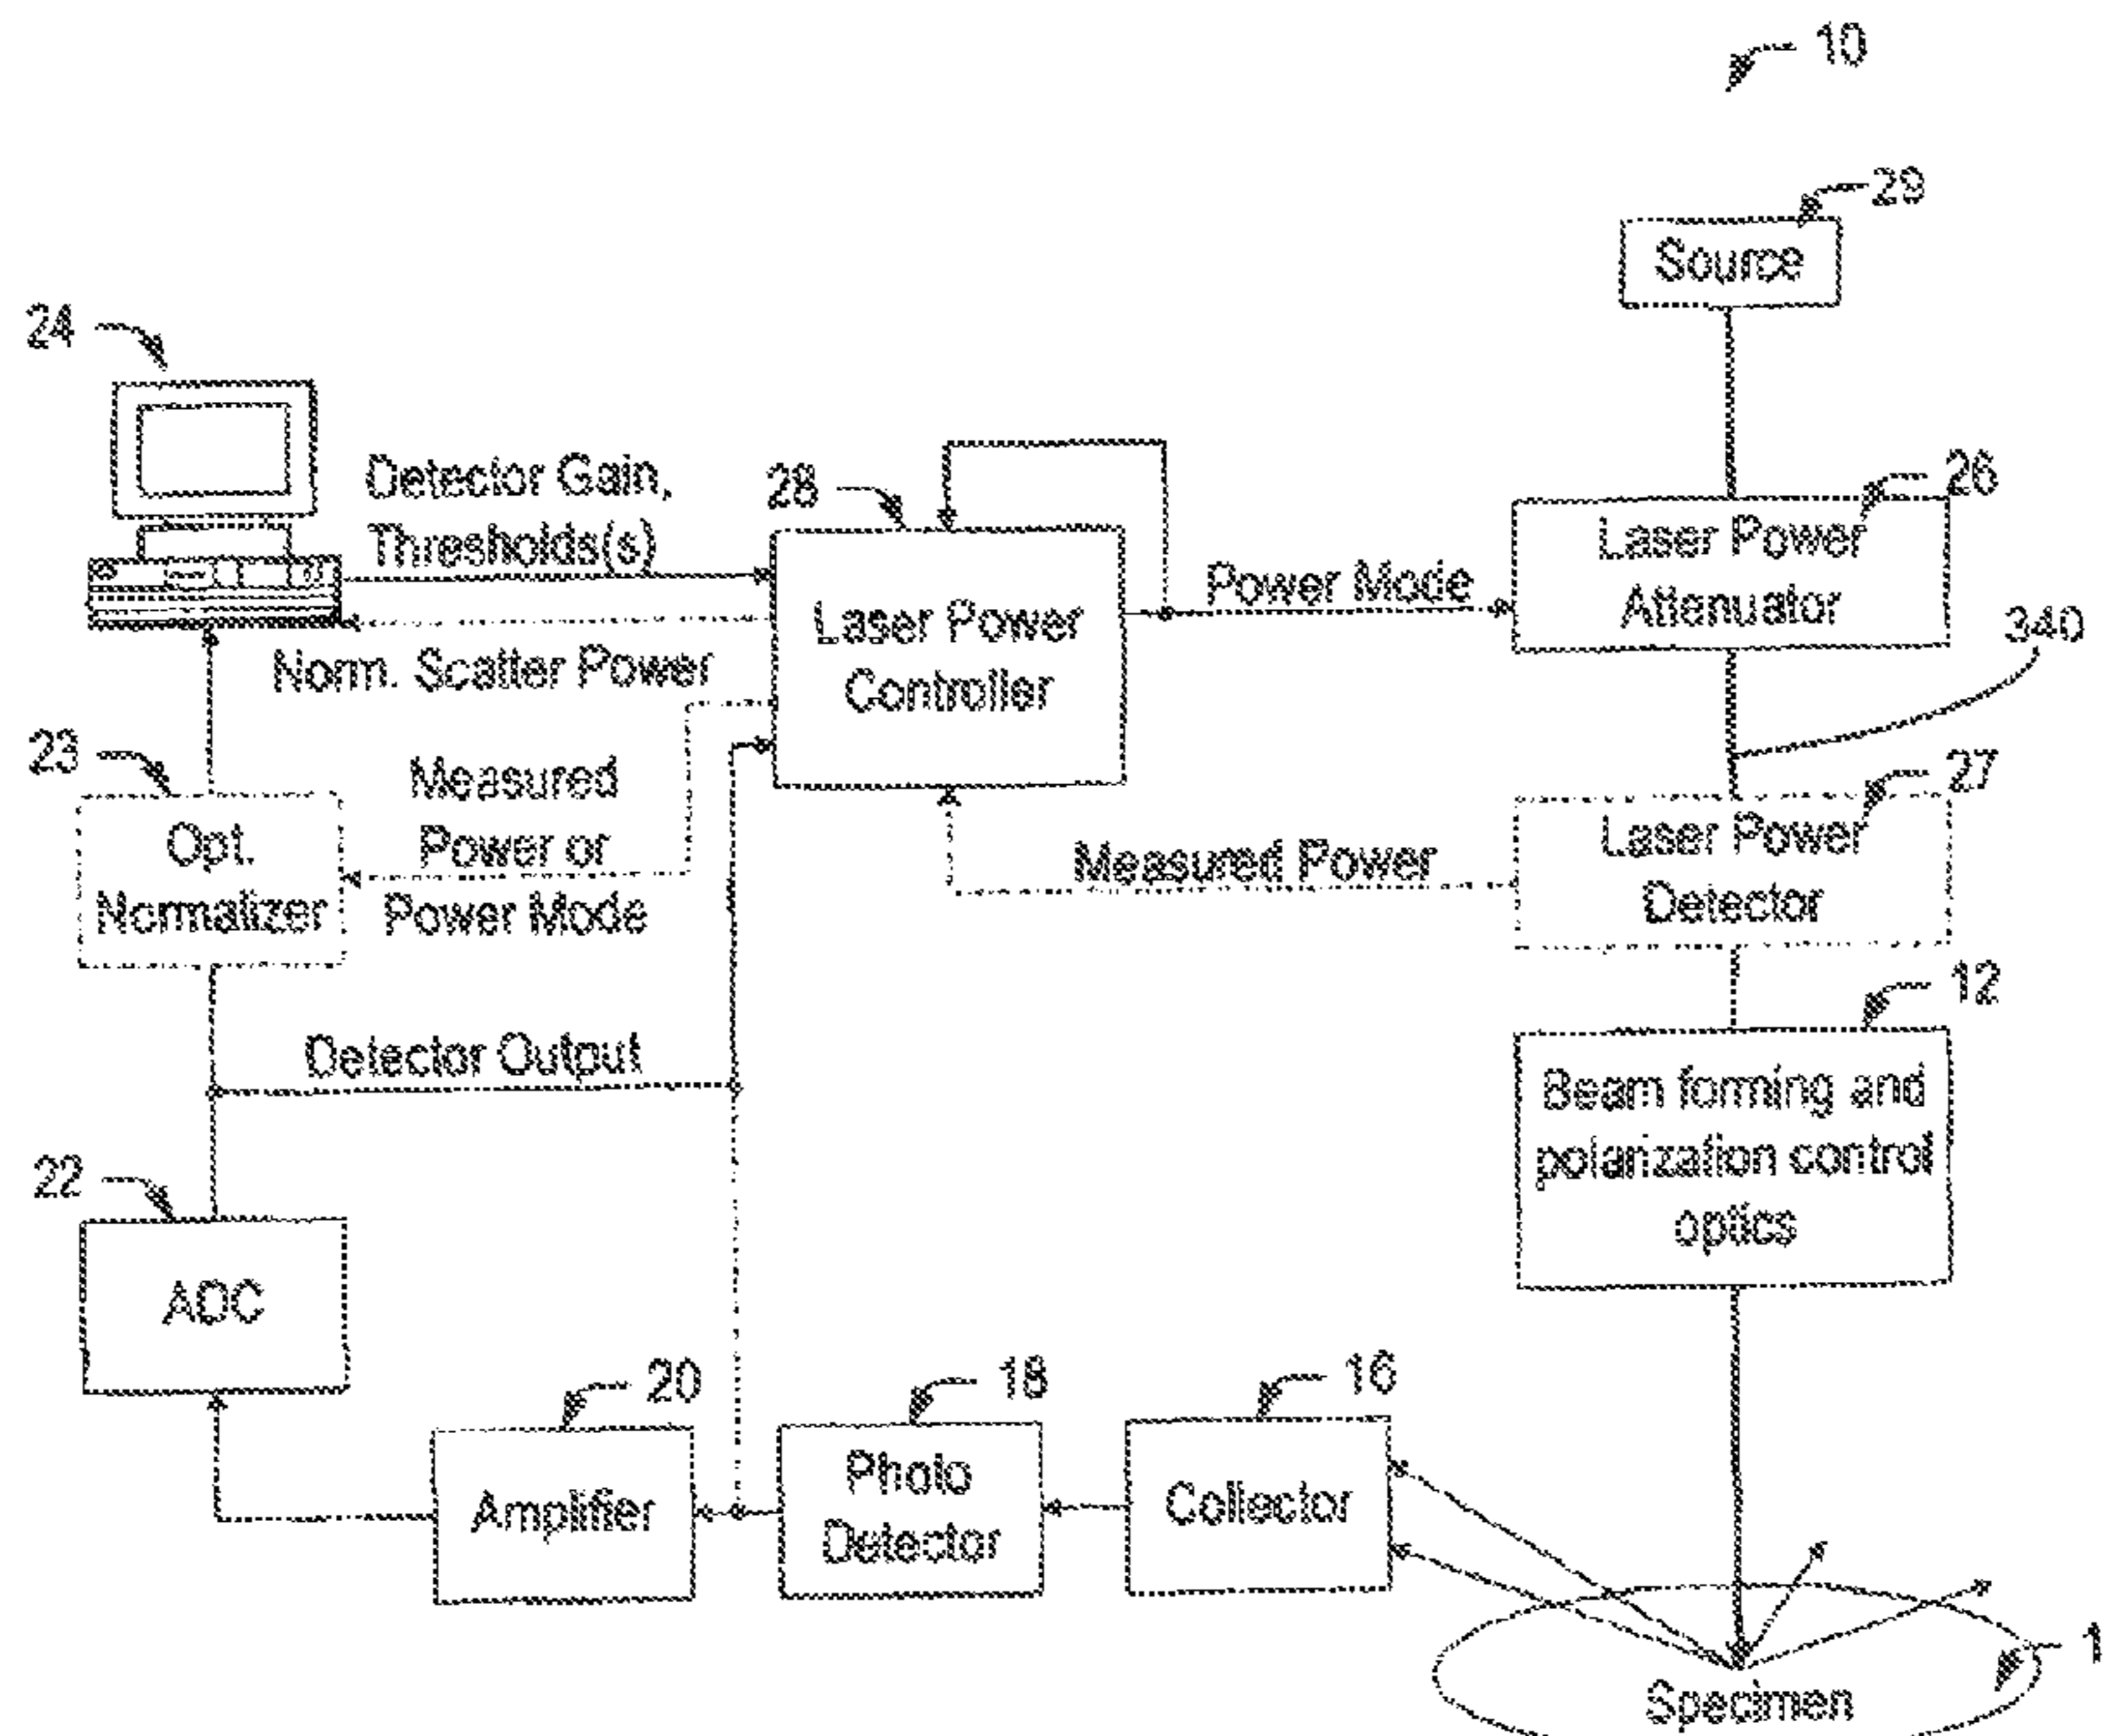 10
29
Source
24
Detector Gain,
Thresholds(s)
28
26
Laser Power
Attenuator
Power Mode
Laser Power
Controller
340
Norm. Scatter Power
23
Measured
Power or
Power Mode
27
Laser Power
Detector
Opt.
Normalizer
Measured Power
12
Detector Output
Beam forming and
polarization control
optics
22
ADC
20
18
16
Photo
Detector
Amplifier
Collector
1
Specimen